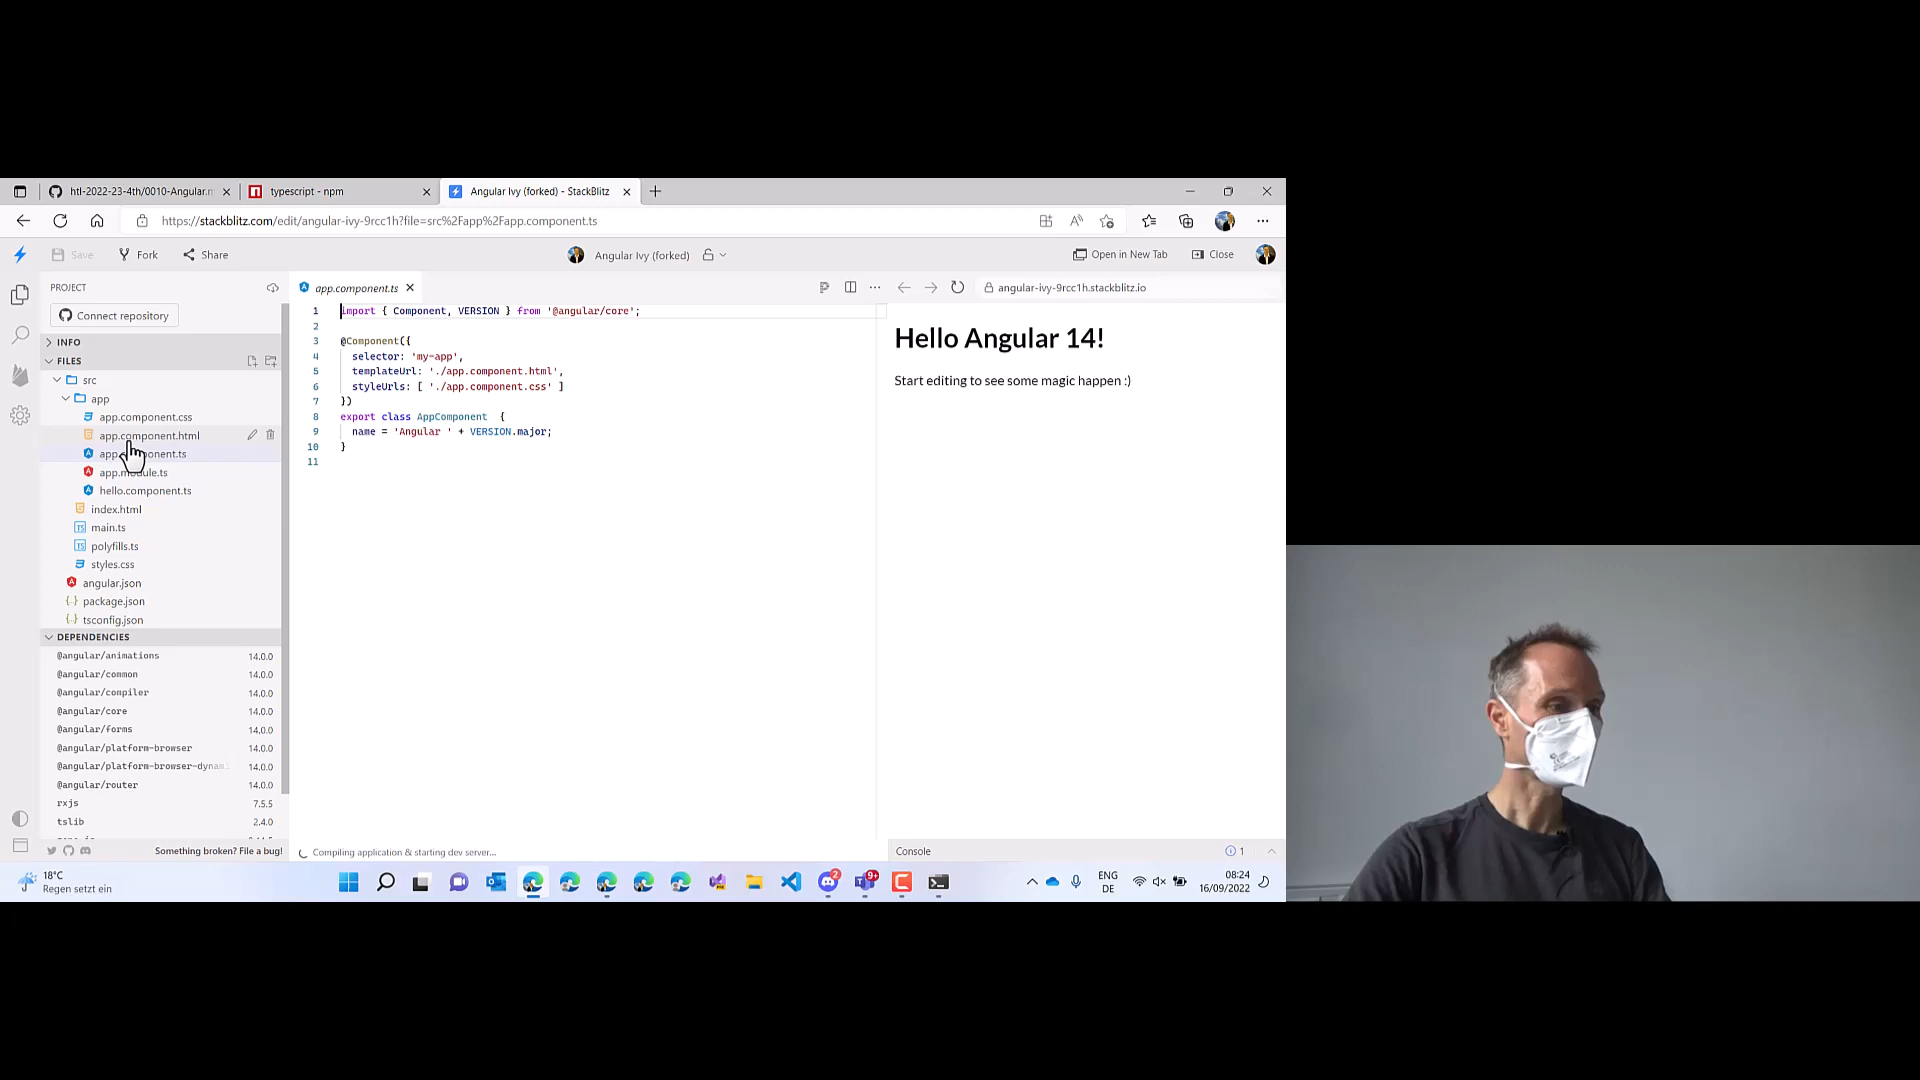 htl-2022-23-4th/0010-Angular.m
typescript - npm
Angular Ivy (forked) - StackBlitz
https://stackblitz.com/edit/angular-ivy-9rcc1h?file=src%2Fapp%2Fapp.component.ts
Save
Fork
Share
Angular Ivy (forked)
Open in New Tab
Close
PROJECT
Connect repository
INFO
FILES
src
app
app.component.css
app.component.html
app.component.ts
app.module.ts
hello.component.ts
index.html
main.ts
polyfills.ts
styles.css
angular.json
package.json
tsconfig.json
DEPENDENCIES
@angular/animations 14.0.0
@angular/common 14.0.0
@angular/compiler 14.0.0
@angular/core 14.0.0
@angular/forms 14.0.0
@angular/platform-browser 14.0.0
@angular/platform-browser-dynami 14.0.0
@angular/router 14.0.0
rxjs 7.5.5
tslib 2.4.0
Something broken? File a bug!
app.component.ts
1 import { Component, VERSION } from '@angular/core';
2
3 @Component({
4 selector: 'my-app',
5 templateUrl: './app.component.html',
6 styleUrls: [ './app.component.css' ]
7 })
8 export class AppComponent {
9 name = 'Angular ' + VERSION.major;
10 }
11
Compiling application & starting dev server...
angular-ivy-9rcc1h.stackblitz.io
Hello Angular 14!
Start editing to see some magic happen :)
Console
1
18°C
Regen setzt ein
2
9+
ENG
DE
08:24
16/09/2022